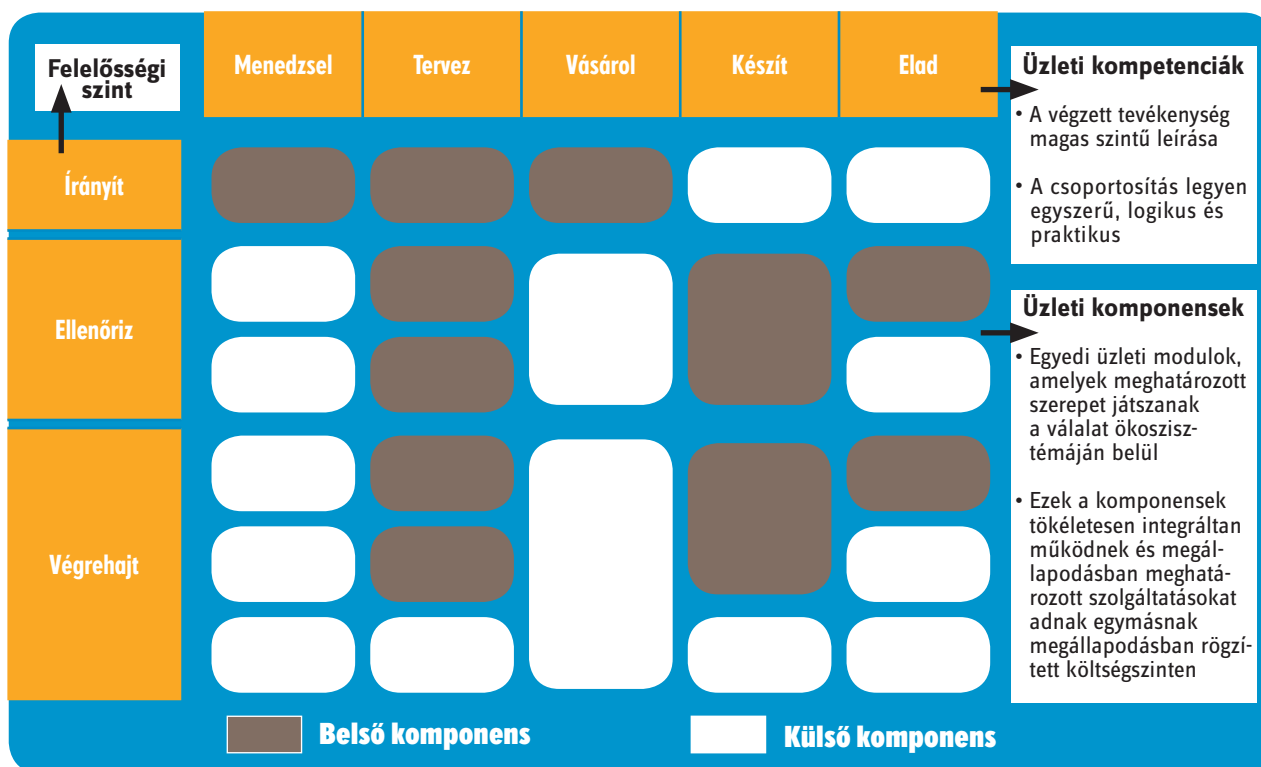 Felelősségi
szint
Menedzsel
Tervez
Vásárol
Készít
Elad
Írányít
Ellenőriz
Végrehajt
Üzleti kompetenciák
• A végzett tevékenység
magas szintű leírása
• A csoportosítás legyen
egyszerű, logikus és
praktikus
Üzleti komponensek
• Egyedi üzleti modulok,
amelyek meghatározott
szerepet játszanak
a válalat ökoszisz-
témáján belül
• Ezek a komponensek
tökéletesen integráltan
működnek és megál-
lapodásban meghatá-
rozott szolgáltatásokat
adnak egymásnak
megállapodásban rögzí-
tett költségszinten
Belső komponens
Külső komponens